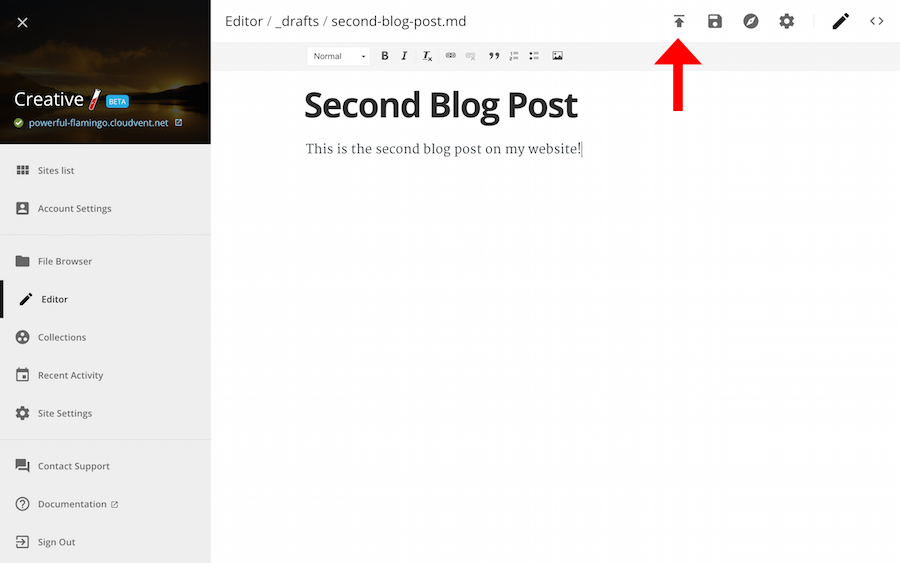 Editor / _drafts / second-blog-post.md
Creative BETA
powerful-flamingo.cloudvent.net
Sites list
Account Settings
File Browser
Editor
Collections
Recent Activity
Site Settings
Contact Support
Documentation
Sign Out
Normal
Second Blog Post
This is the second blog post on my website!